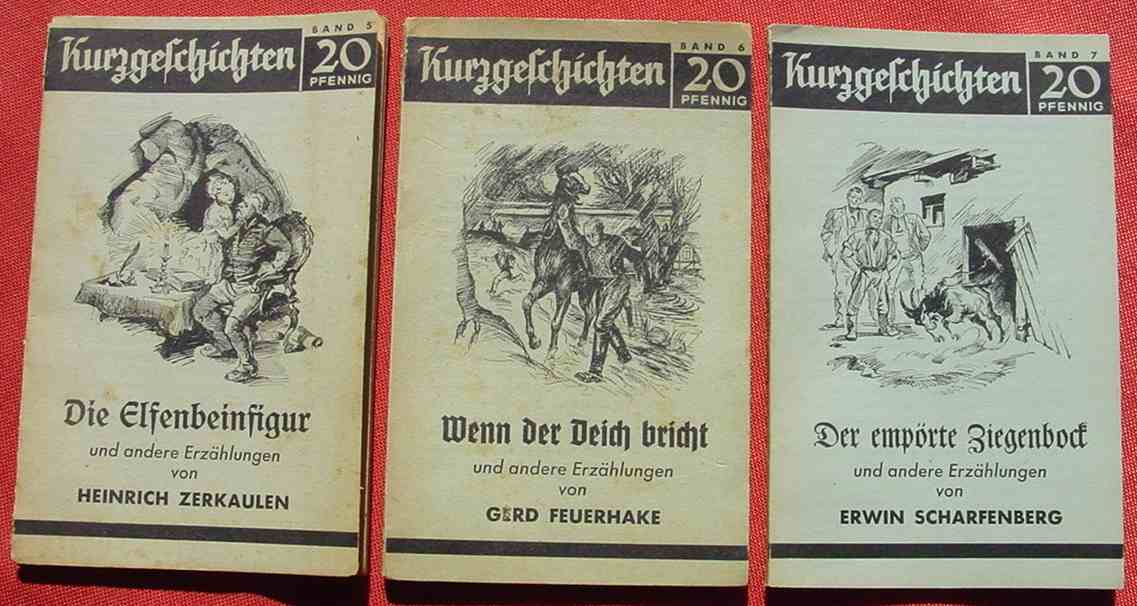 BAND 5
Kurzgeschichten
20
PFENNIG
Die Elfenbeinfigur
und andere Erzählungen
von
HEINRICH ZERKAULEN
BAND 6
Kurzgeschichten
20
PFENNIG
Wenn der Deich bricht
und andere Erzählungen
von
GERD FEUERHAKE
BAND 7
Kurzgeschichten
20
PFENNIG
Der empörte Ziegenbock
und andere Erzählungen
von
ERWIN SCHARFENBERG